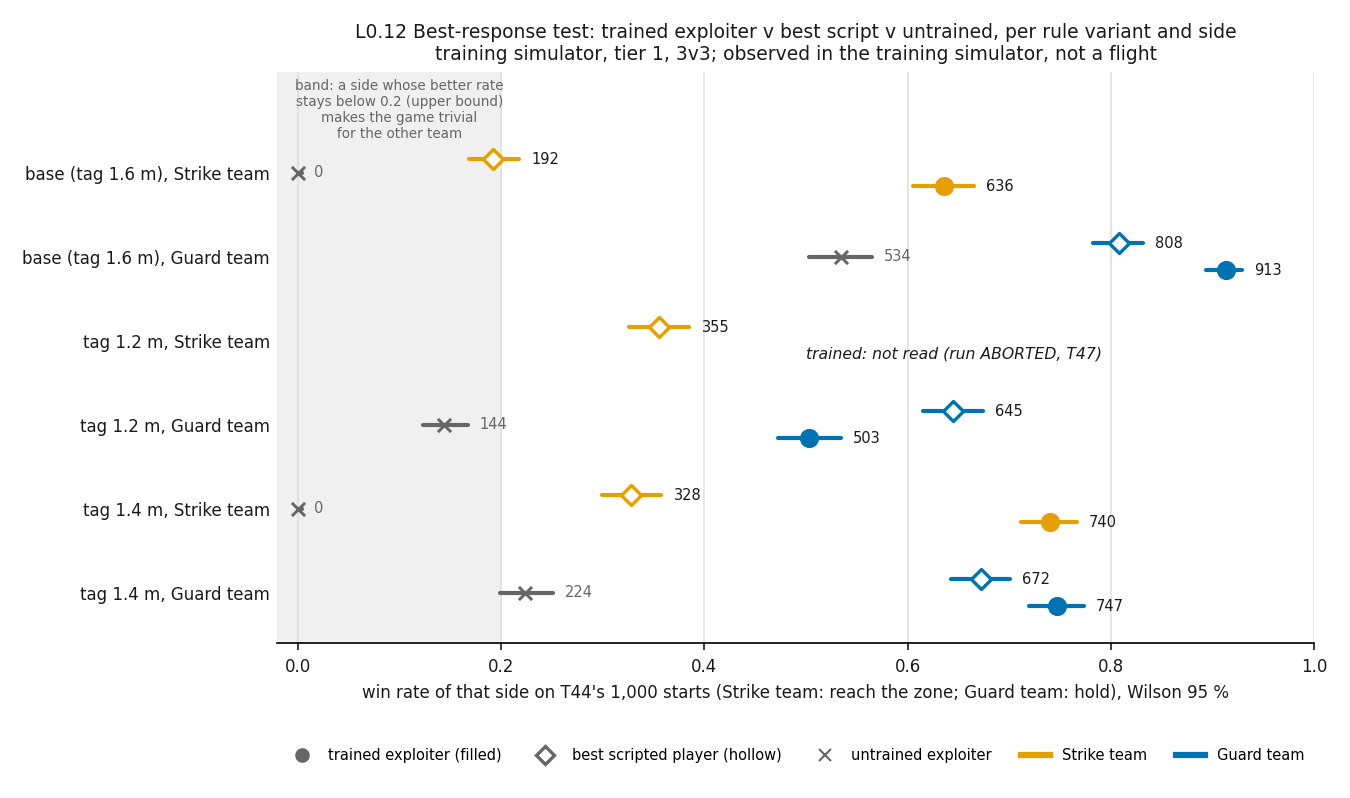 L0.12 Best-response test: trained exploiter v best script v untrained, per rule variant and side
training simulator, tier 1, 3v3; observed in the training simulator, not a flight
band: a side whose better rate
stays below 0.2 (upper bound)
makes the game trivial
for the other team
base (tag 1.6 m), Strike team
0
192
636
base (tag 1.6 m), Guard team
534
808
913
tag 1.2 m, Strike team
355
trained: not read (run ABORTED, T47)
tag 1.2 m, Guard team
144
645
503
tag 1.4 m, Strike team
0
328
740
tag 1.4 m, Guard team
224
672
747
0.0 0.2 0.4 0.6 0.8 1.0
win rate of that side on T44's 1,000 starts (Strike team: reach the zone; Guard team: hold), Wilson 95 %
trained exploiter (filled) best scripted player (hollow) untrained exploiter Strike team Guard team